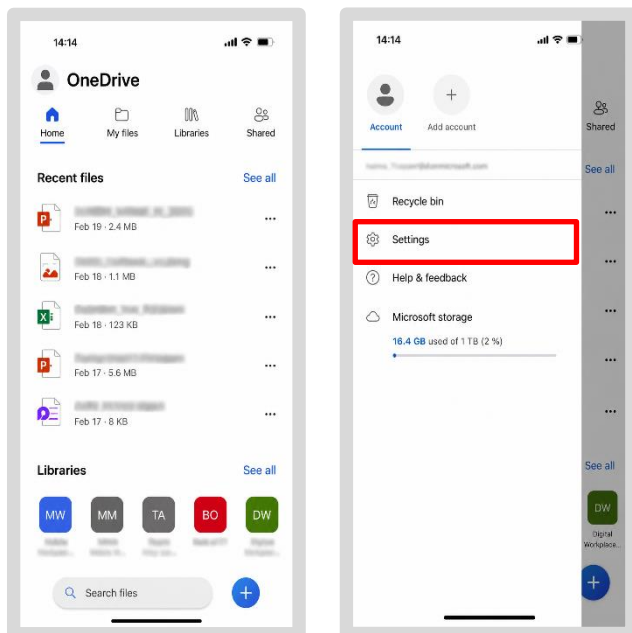 14:14
OneDrive
Home
My files
Libraries
Shared
Recent files
See all
Feb 19 · 2.4 MB
Feb 18 · 1.1 MB
Feb 18 · 123 KB
Feb 17 · 5.6 MB
Feb 17 · 8 KB
Libraries
See all
MW
MM
TA
BO
DW
Search files
14:14
Account
Add account
Recycle bin
Settings
Help & feedback
Microsoft storage
16.4 GB used of 1 TB (2 %)
Shared
See all
See all
DW
Digital
Workplace...